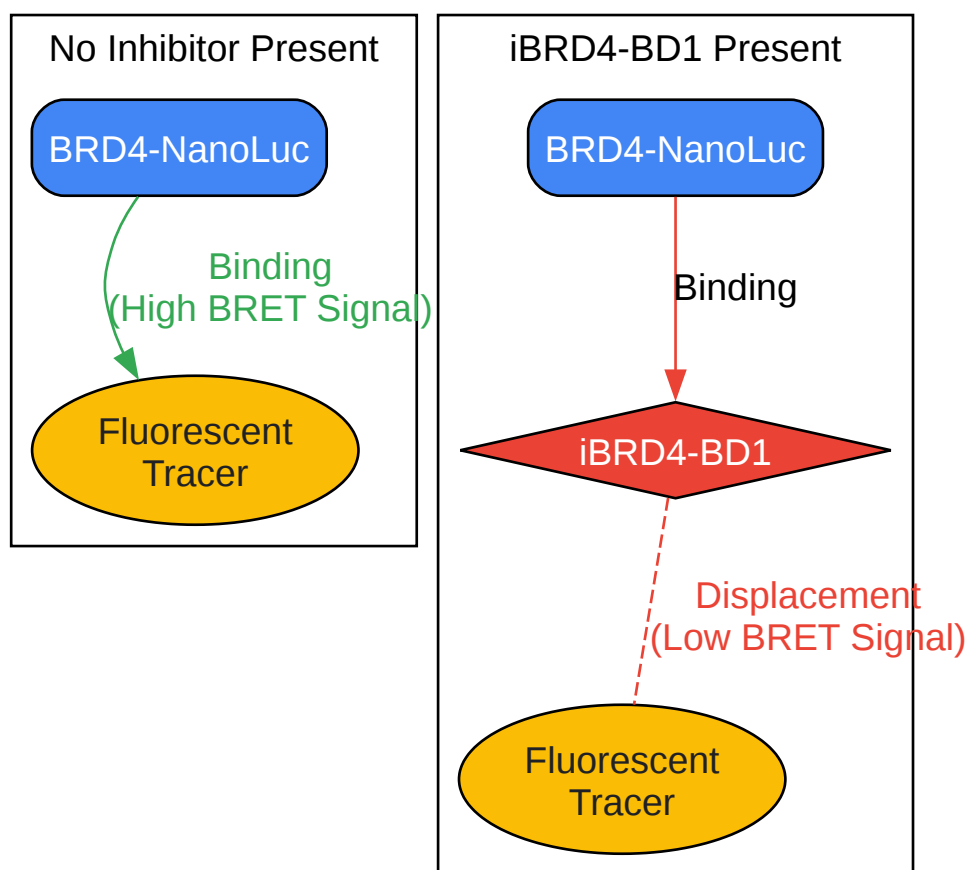 No Inhibitor Present
BRD4-NanoLuc
Binding
(High BRET Signal)
Fluorescent
Tracer
iBRD4-BD1 Present
BRD4-NanoLuc
Binding
iBRD4-BD1
Displacement
(Low BRET Signal)
Fluorescent
Tracer